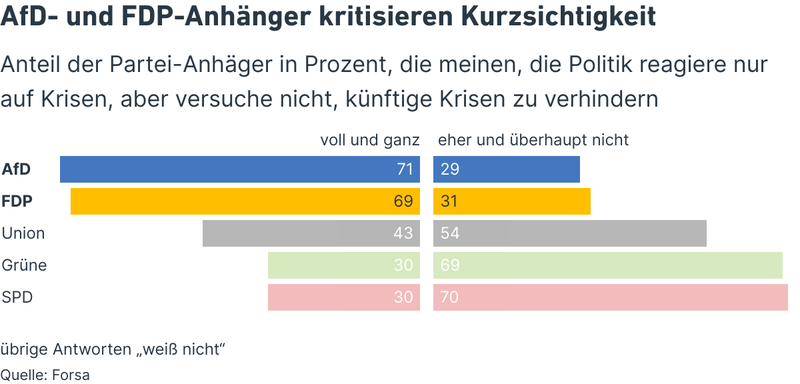 AfD- und FDP-Anhänger kritisieren Kurzsichtigkeit
Anteil der Partei-Anhäger in Prozent, die meinen, die Politik reagiere nur
auf Krisen, aber versuche nicht, künftige Krisen zu verhindern
voll und ganz eher und überhaupt nicht
AfD 71 29
FDP 69 31
Union 43 54
Grüne 30 69
SPD 30 70
übrige Antworten „weiß nicht“
Quelle: Forsa